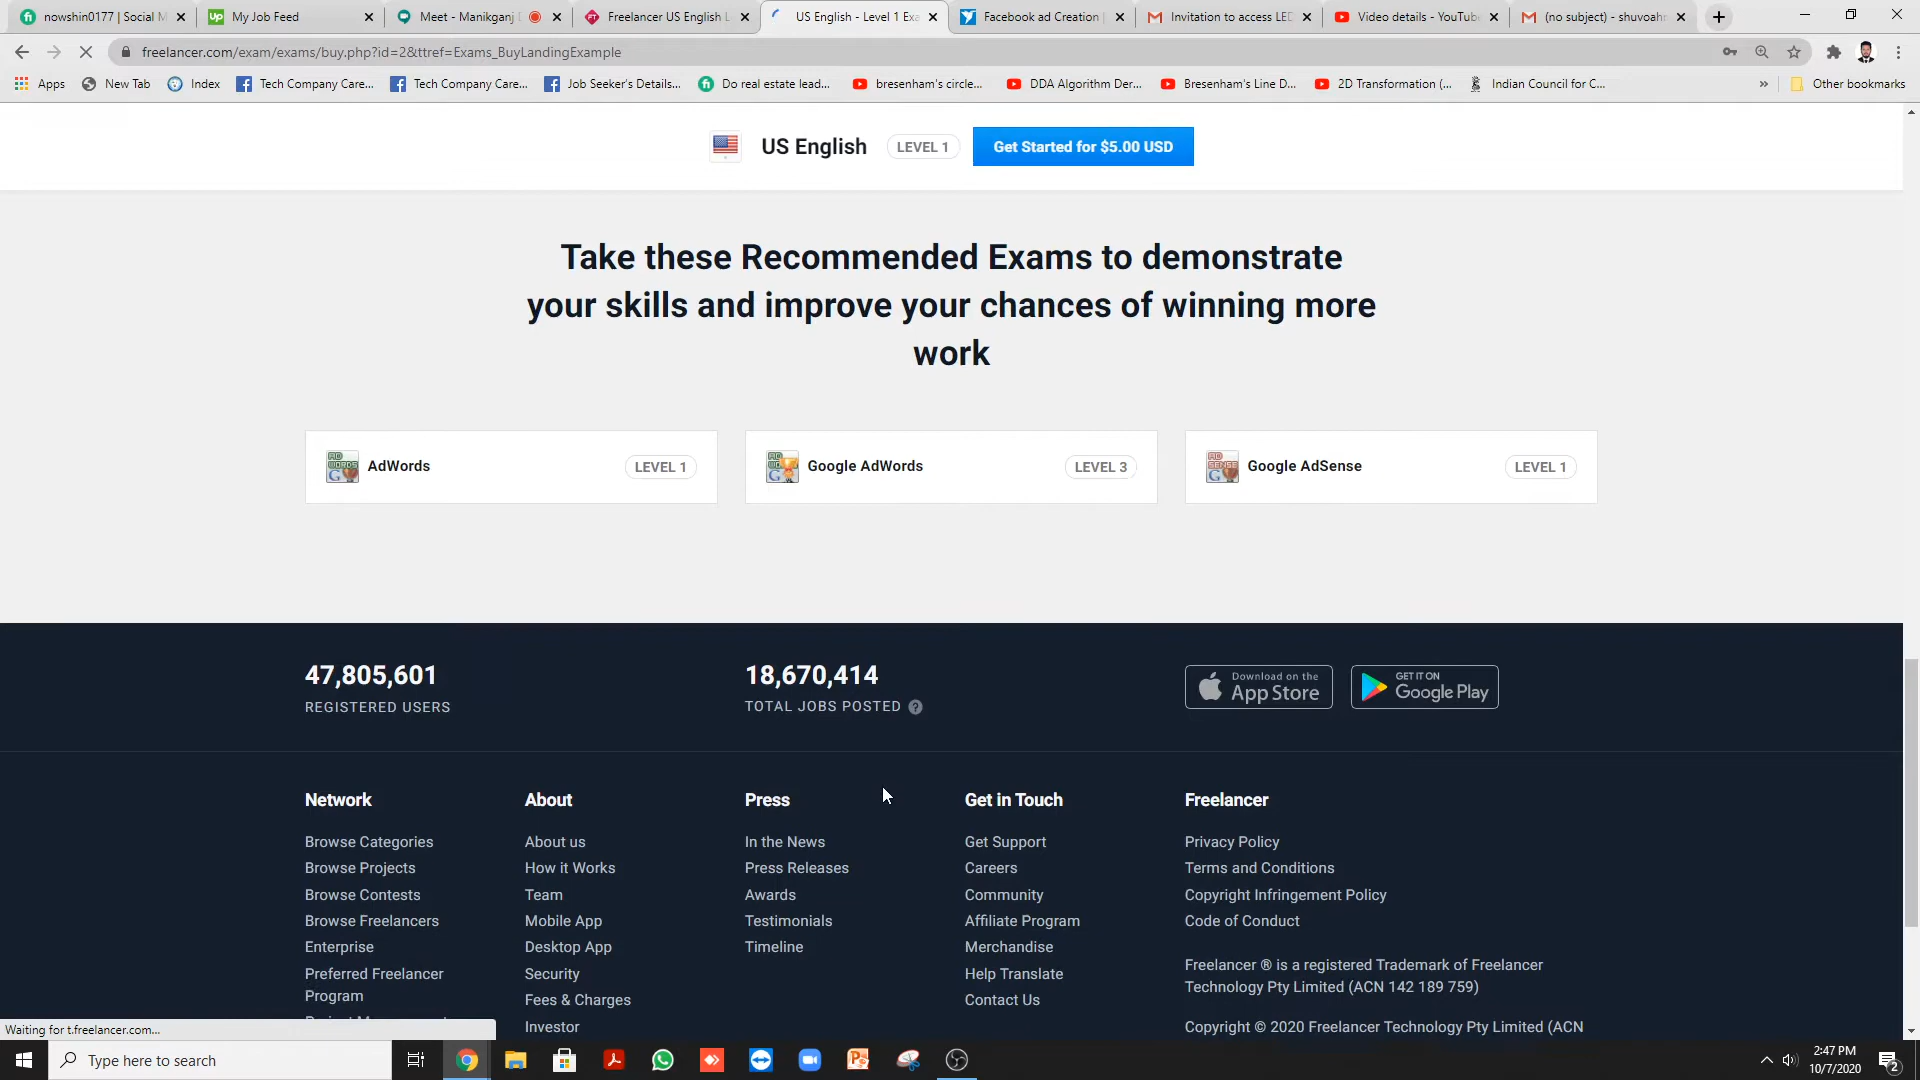 nowshin0177 | Social M
My Job Feed
Meet - Manikganj
Freelancer US English L
US English - Level 1 Exa
Facebook ad Creation |
Invitation to access LED
Video details - YouTube
(no subject) - shuvoahm
freelancer.com/exam/exams/buy.php?id=2&ttref=Exams_BuyLandingExample
Apps
New Tab
Index
Tech Company Care...
Tech Company Care...
Job Seeker's Details...
Do real estate lead...
bresenham's circle...
DDA Algorithm Der...
Bresenham's Line D...
2D Transformation (...
Indian Council for C...
»
Other bookmarks
US English
LEVEL 1
Get Started for $5.00 USD
Take these Recommended Exams to demonstrate
your skills and improve your chances of winning more
work
AdWords
LEVEL 1
Google AdWords
LEVEL 3
Google AdSense
LEVEL 1
47,805,601
REGISTERED USERS
18,670,414
TOTAL JOBS POSTED ?
Download on the
App Store
GET IT ON
Google Play
Network
Browse Categories
Browse Projects
Browse Contests
Browse Freelancers
Enterprise
Preferred Freelancer
Program
About
About us
How it Works
Team
Mobile App
Desktop App
Security
Fees & Charges
Investor
Press
In the News
Press Releases
Awards
Testimonials
Timeline
Get in Touch
Get Support
Careers
Community
Affiliate Program
Merchandise
Help Translate
Contact Us
Freelancer
Privacy Policy
Terms and Conditions
Copyright Infringement Policy
Code of Conduct
Freelancer ® is a registered Trademark of Freelancer
Technology Pty Limited (ACN 142 189 759)
Copyright © 2020 Freelancer Technology Pty Limited (ACN
Waiting for t.freelancer.com...
Type here to search
2:47 PM
10/7/2020
2